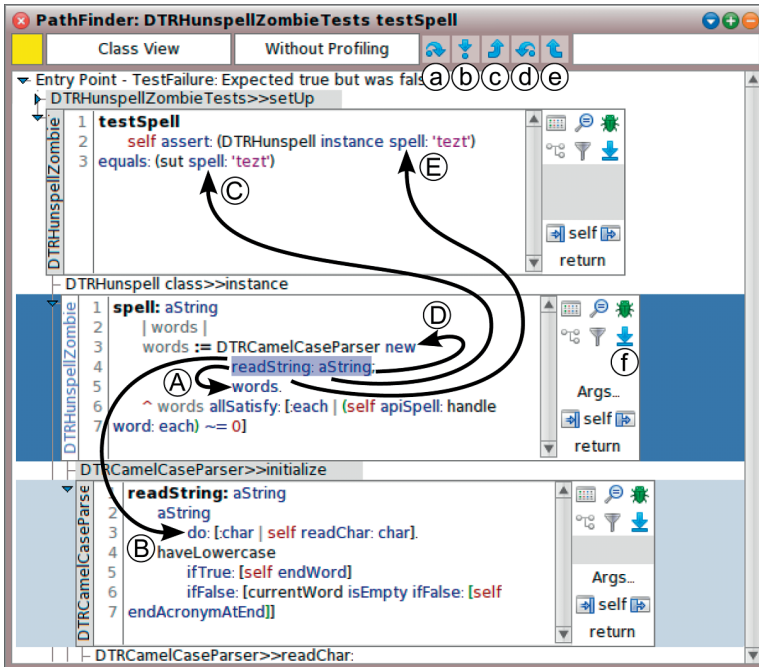 PathFinder: DTRHunspellZombieTests testSpell
Class View
Without Profiling
a b c d e
Entry Point - TestFailure: Expected true but was fals
DTRHunspellZombieTests>>setUp
DTRHunspellZombie
1 testSpell
2 self assert: (DTRHunspell instance spell: 'tezt')
3 equals: (sut spell: 'tezt')
C
E
self
return
DTRHunspell class>>instance
DTRHunspellZombie
1 spell: aString
2 | words |
3 words := DTRCamelCaseParser new
D
4 readString: aString;
f
A
5 words.
Args...
6 ^ words allSatisfy: [:each | (self apiSpell: handle
self
7 word: each) ~= 0]
return
DTRCamelCaseParser>>initialize
DTRCamelCaseParse
1 readString: aString
2 aString
3 do: [:char | self readChar: char].
B
4 haveLowercase
5 ifTrue: [self endWord]
Args...
6 ifFalse: [currentWord isEmpty ifFalse: [self
self
7 endAcronymAtEnd]]
return
DTRCamelCaseParser>>readChar: